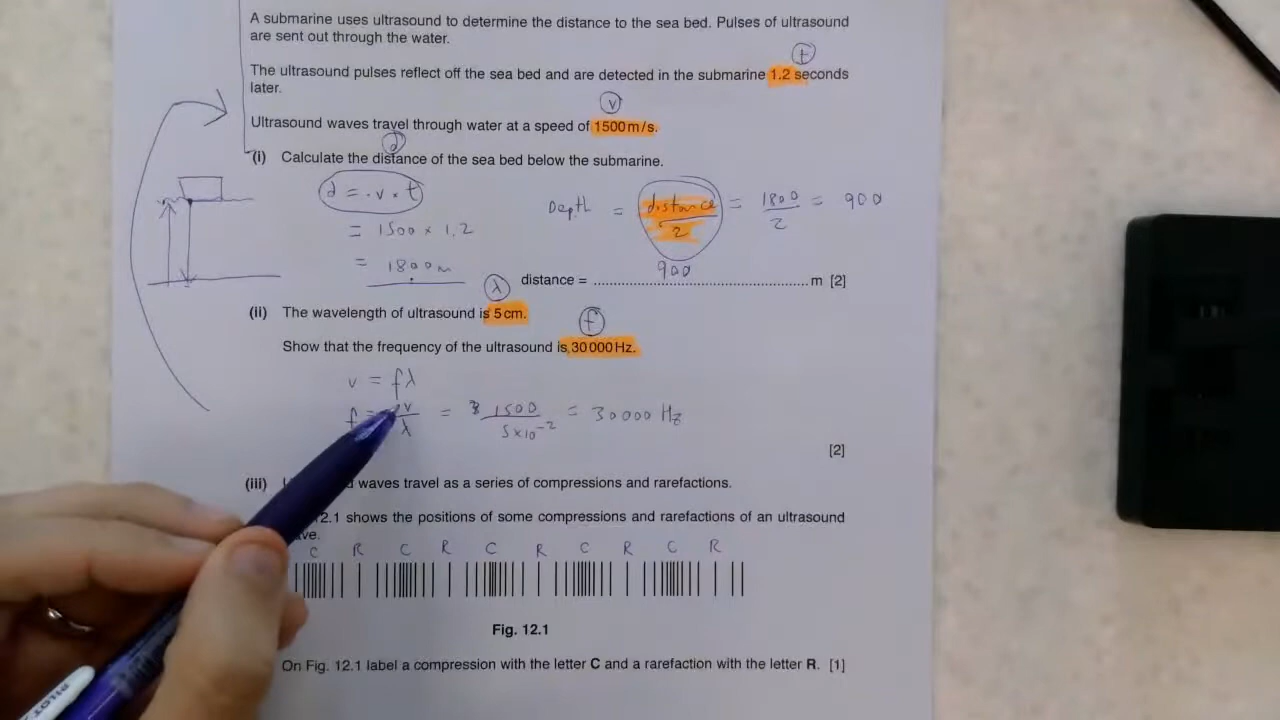 A submarine uses ultrasound to determine the distance to the sea bed. Pulses of ultrasound
are sent out through the water.
t
The ultrasound pulses reflect off the sea bed and are detected in the submarine 1.2 seconds
later.
v
Ultrasound waves travel through water at a speed of 1500 m/s.
d
(i) Calculate the distance of the sea bed below the submarine.
d = v × t
= 1500 × 1.2
= 1800m
Depth = distance/2 = 1800/2 = 900
900
distance = ........................................................ m [2]
λ
(ii) The wavelength of ultrasound is 5 cm.
f
Show that the frequency of the ultrasound is 30 000 Hz.
v = fλ
f = v/λ = 1500/5×10⁻² = 30000 Hz
[2]
(iii) waves travel as a series of compressions and rarefactions.
12.1 shows the positions of some compressions and rarefactions of an ultrasound
C R C R C R C R C R
Fig. 12.1
On Fig. 12.1 label a compression with the letter C and a rarefaction with the letter R. [1]
PILOT